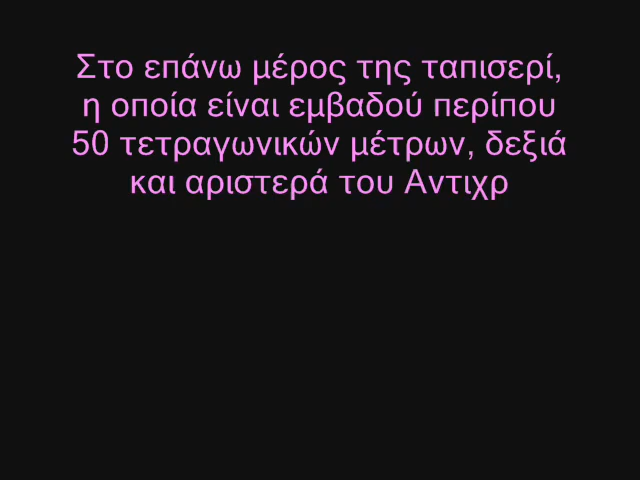 Στο επάνω μέρος της ταπισερί,
η οποία είναι εμβαδού περίπου
50 τετραγωνικών μέτρων, δεξιά
και αριστερά του Αντιχρ